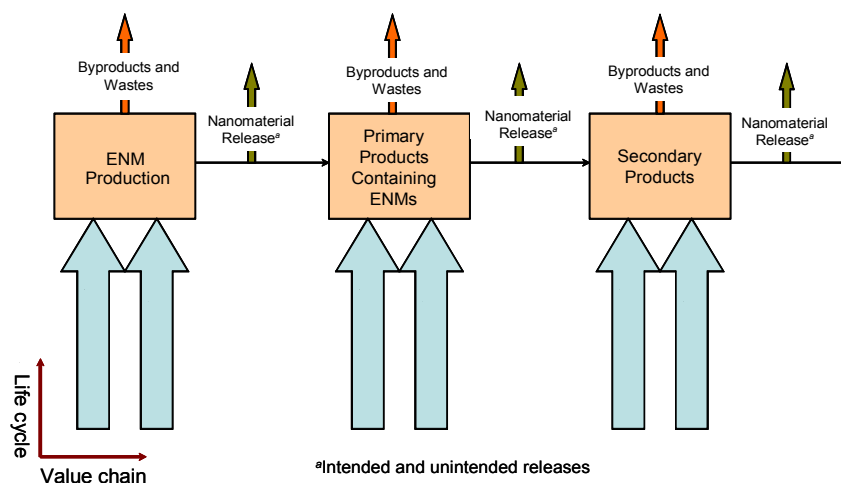 Byproducts and
Wastes
Byproducts and
Wastes
Byproducts and
Wastes
Nanomaterial
Releaseᵃ
Nanomaterial
Releaseᵃ
Nanomaterial
Releaseᵃ
ENM
Production
Primary
Products
Containing
ENMs
Secondary
Products
Life cycle
Value chain
ᵃIntended and unintended releases